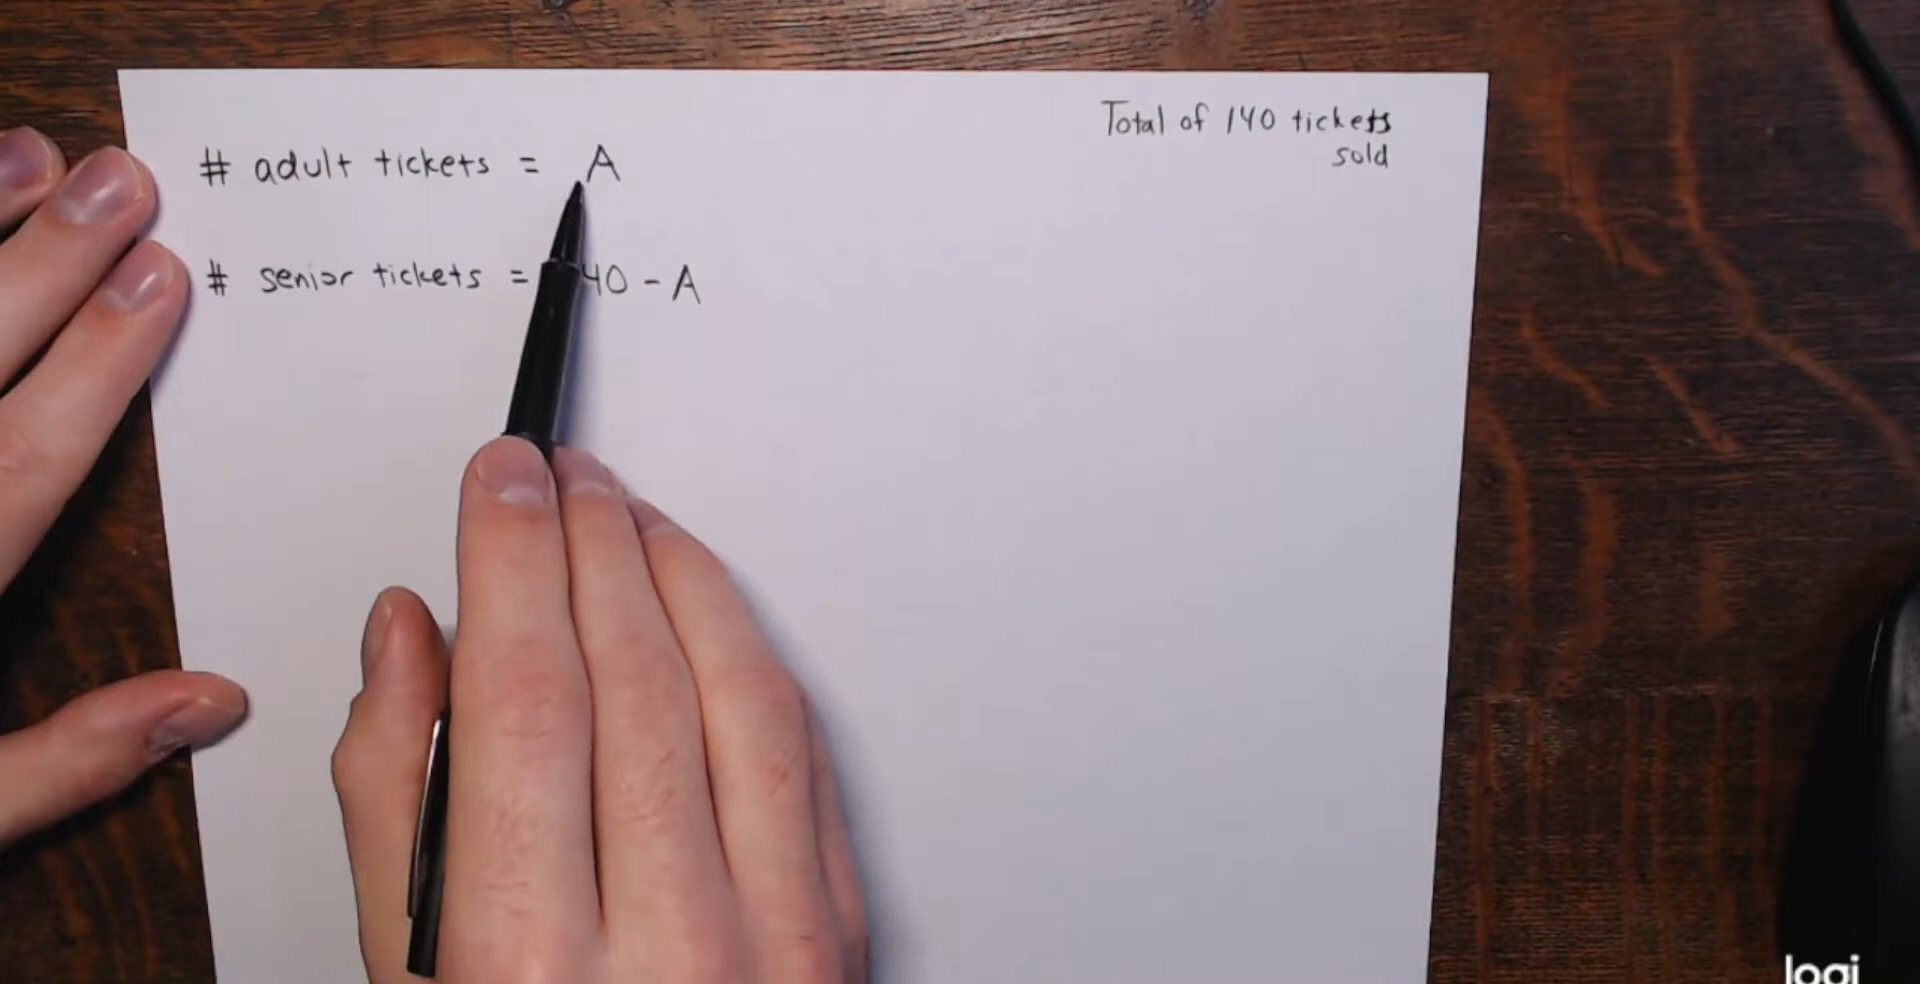 Total of 140 tickets
sold
# adult tickets = A
# senior tickets = 40 - A
logi